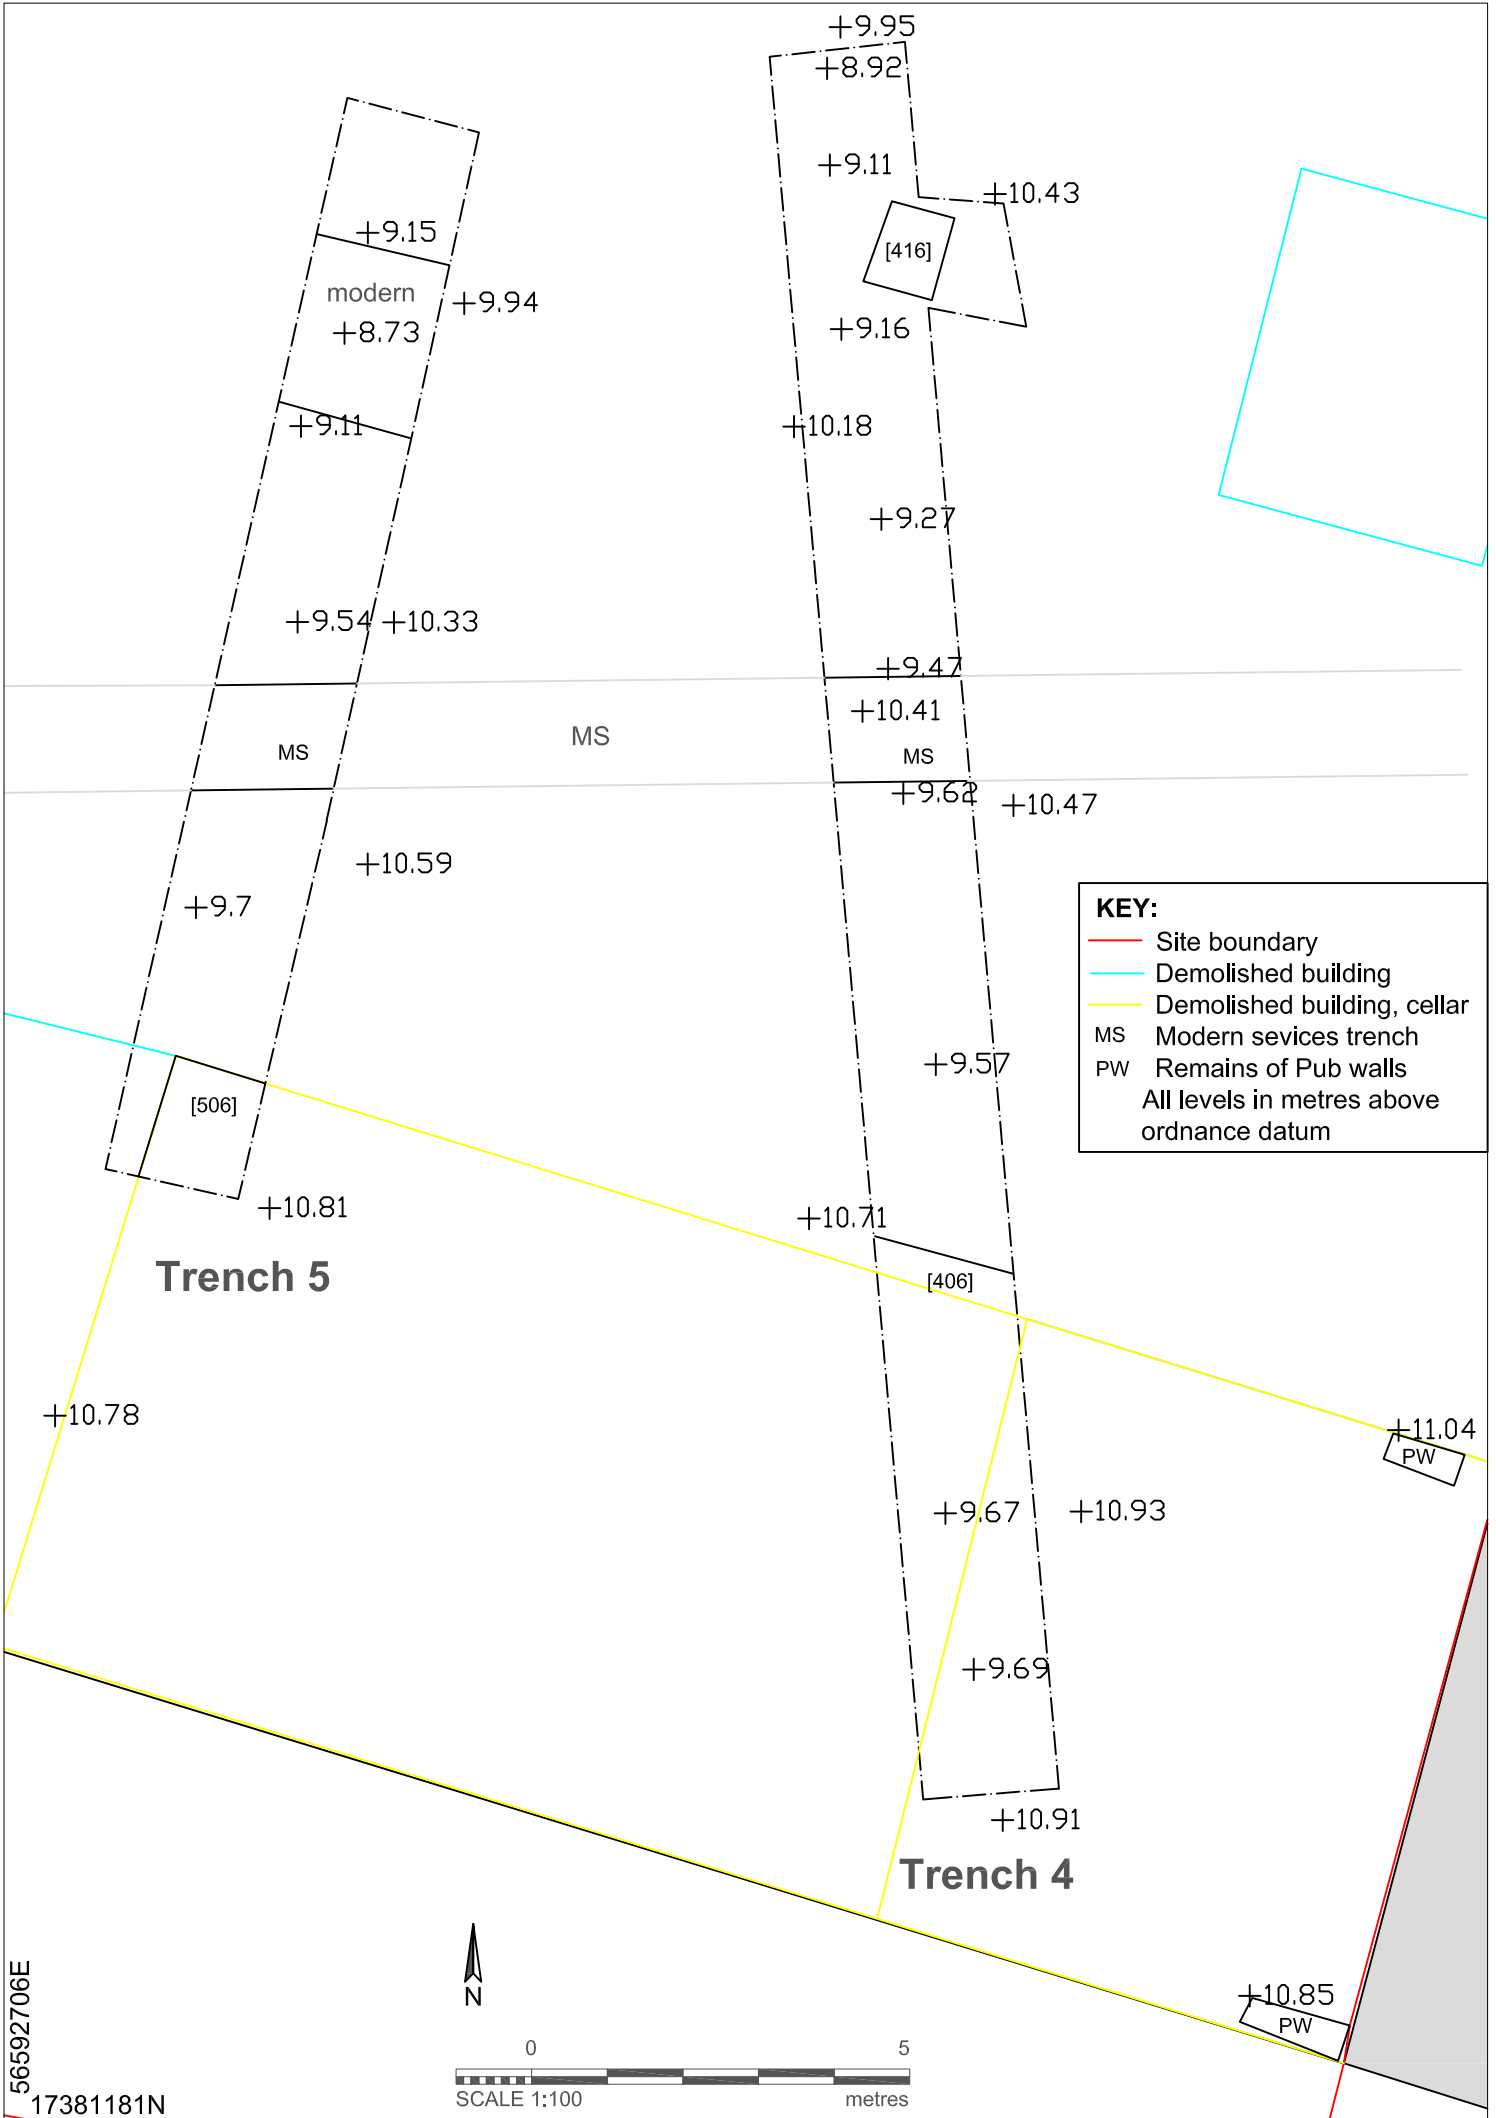 +9.95
+8.92
+9.11
+10.43
+9.15
[416]
modern
+9.94
+8.73
+9.16
+9.11
+10.18
+9.27
+9.54 +10.33
+9.47
+10.41
MS
MS
MS
+9.62
+10.47
+10.59
+9.7
KEY:
Site boundary
Demolished building
Demolished building, cellar
MS Modern sevices trench
PW Remains of Pub walls
All levels in metres above
ordnance datum
+9.57
[506]
+10.81
+10.71
Trench 5
[406]
+10.78
+11.04
PW
+9.67
+10.93
+9.69
+10.91
Trench 4
N
+10.85
PW
0 5
SCALE 1:100 metres
56592706E
17381181N